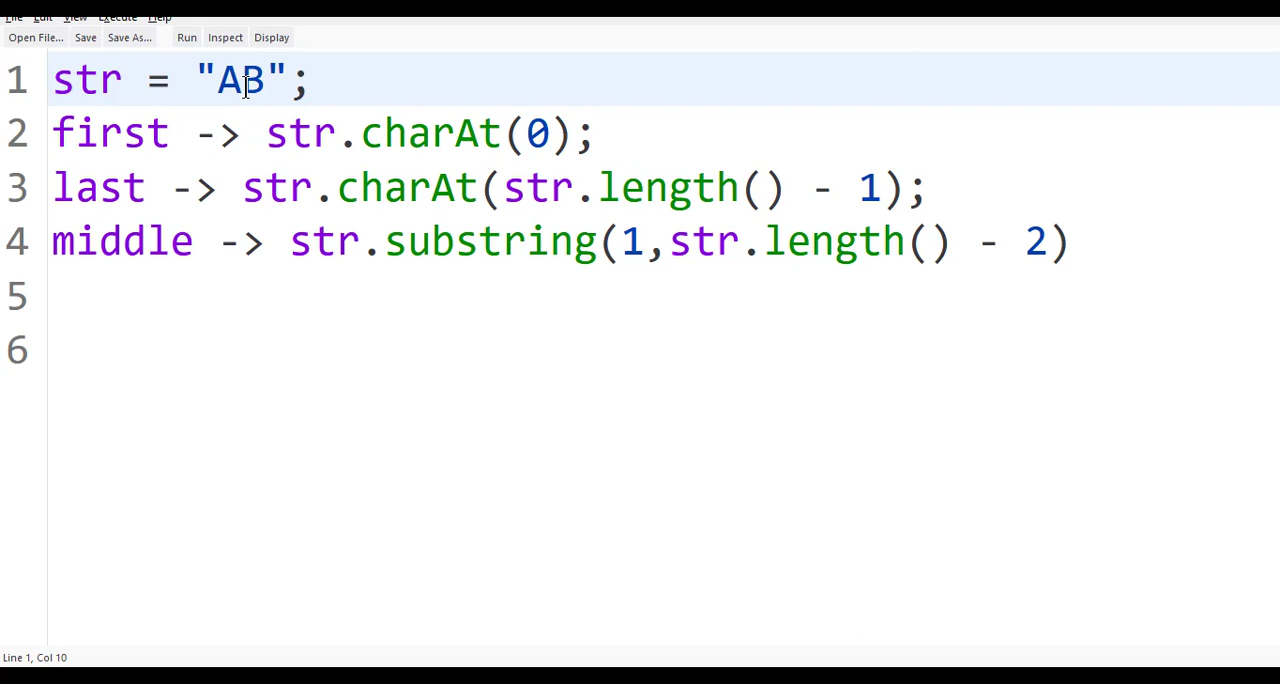 File Edit View Execute Help
Open File... Save Save As... Run Inspect Display
1 str = "AB";
2 first -> str.charAt(0);
3 last -> str.charAt(str.length() - 1);
4 middle -> str.substring(1,str.length() - 2)
5
6
Line 1, Col 10